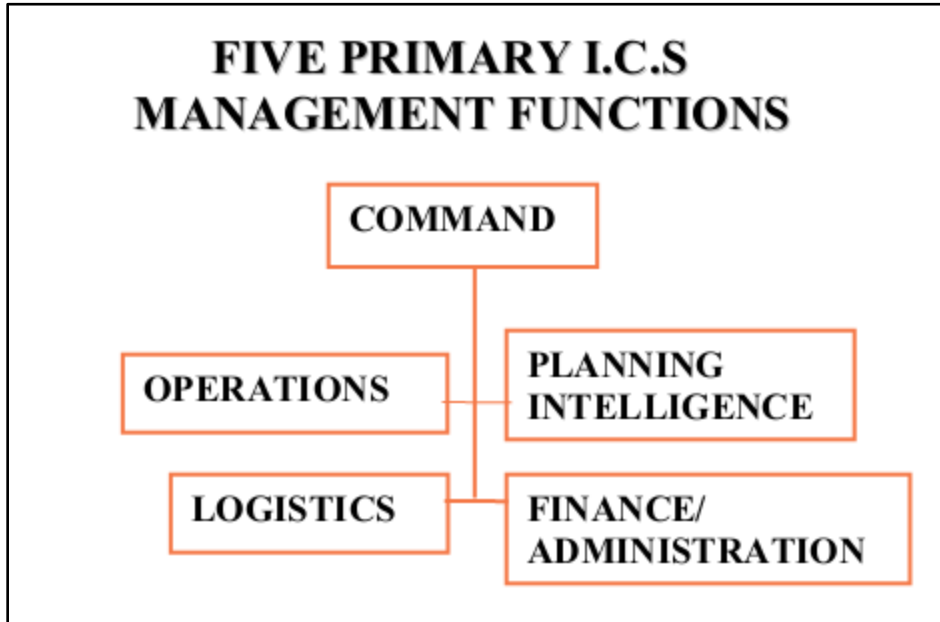 FIVE PRIMARY I.C.S
MANAGEMENT FUNCTIONS
COMMAND
OPERATIONS
PLANNING
INTELLIGENCE
LOGISTICS
FINANCE/
ADMINISTRATION